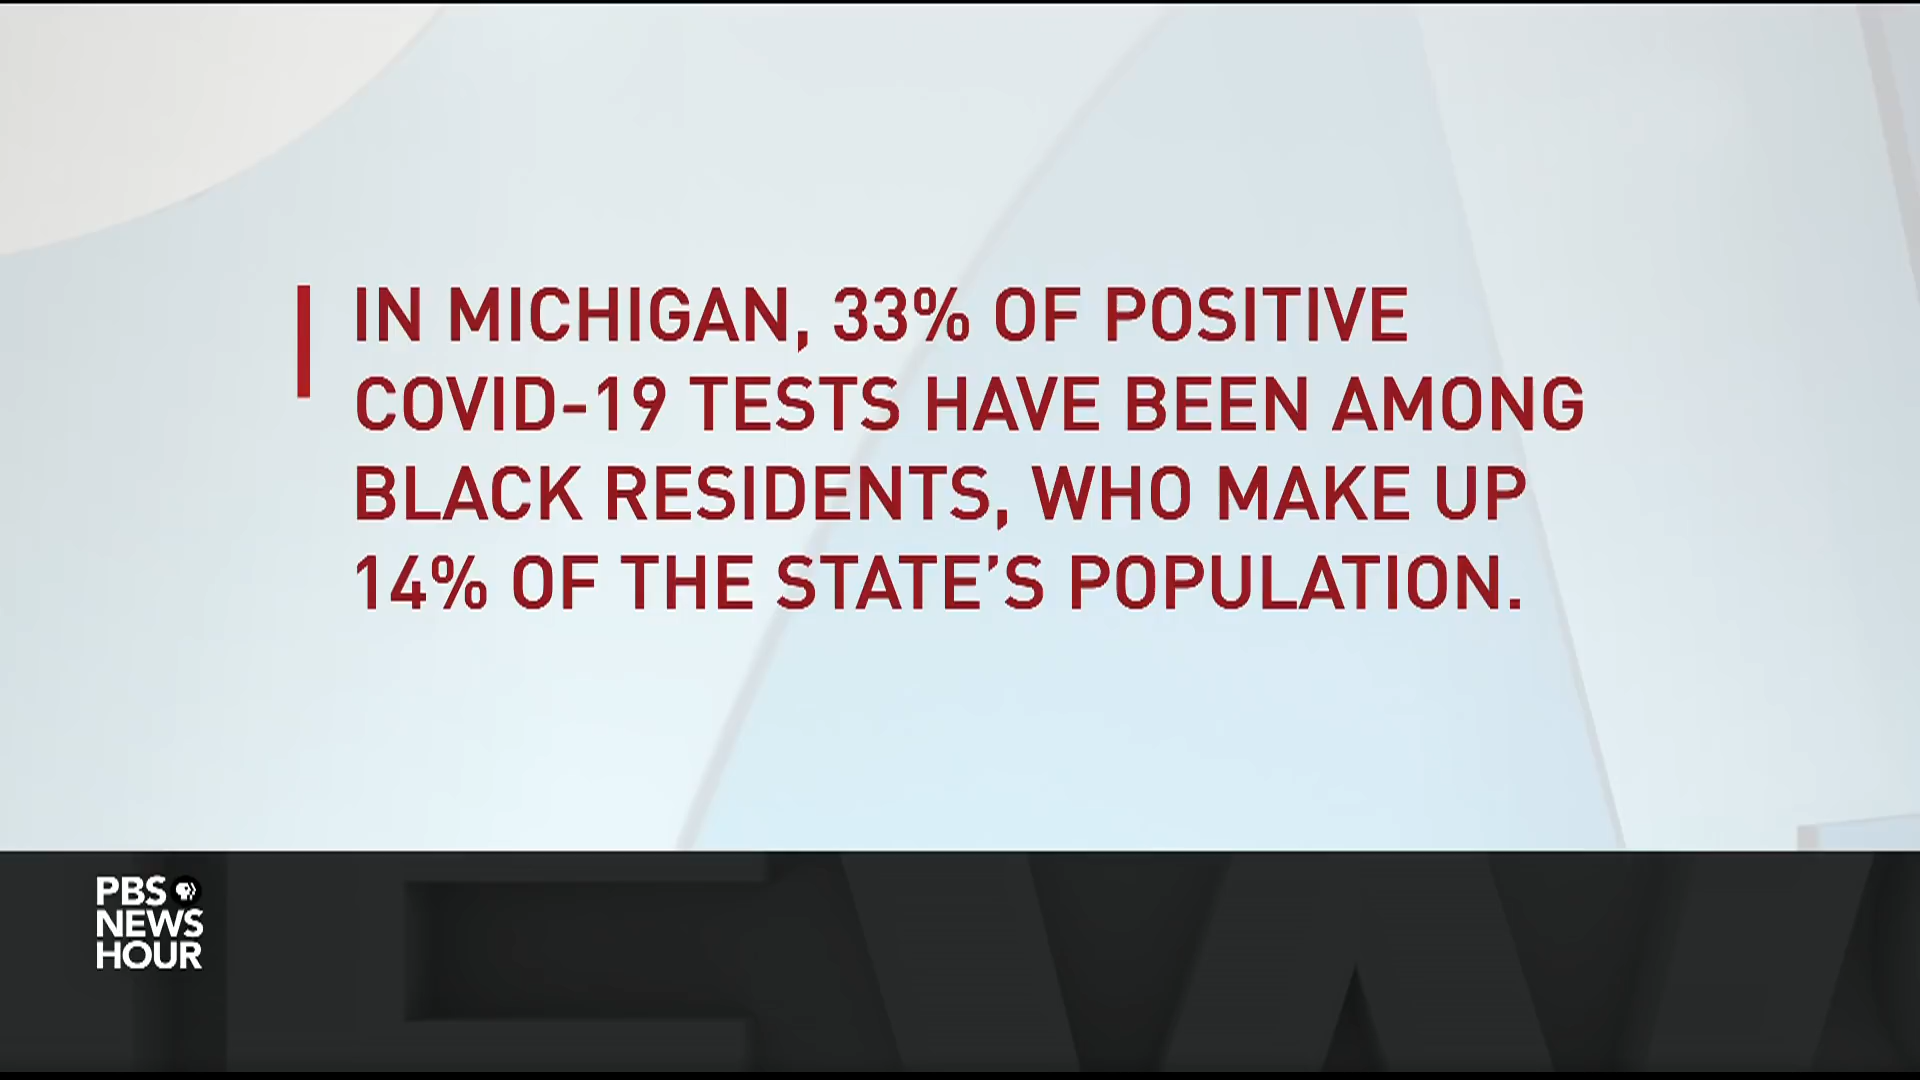 IN MICHIGAN, 33% OF POSITIVE
COVID-19 TESTS HAVE BEEN AMONG
BLACK RESIDENTS, WHO MAKE UP
14% OF THE STATE’S POPULATION.
PBS
NEWS
HOUR